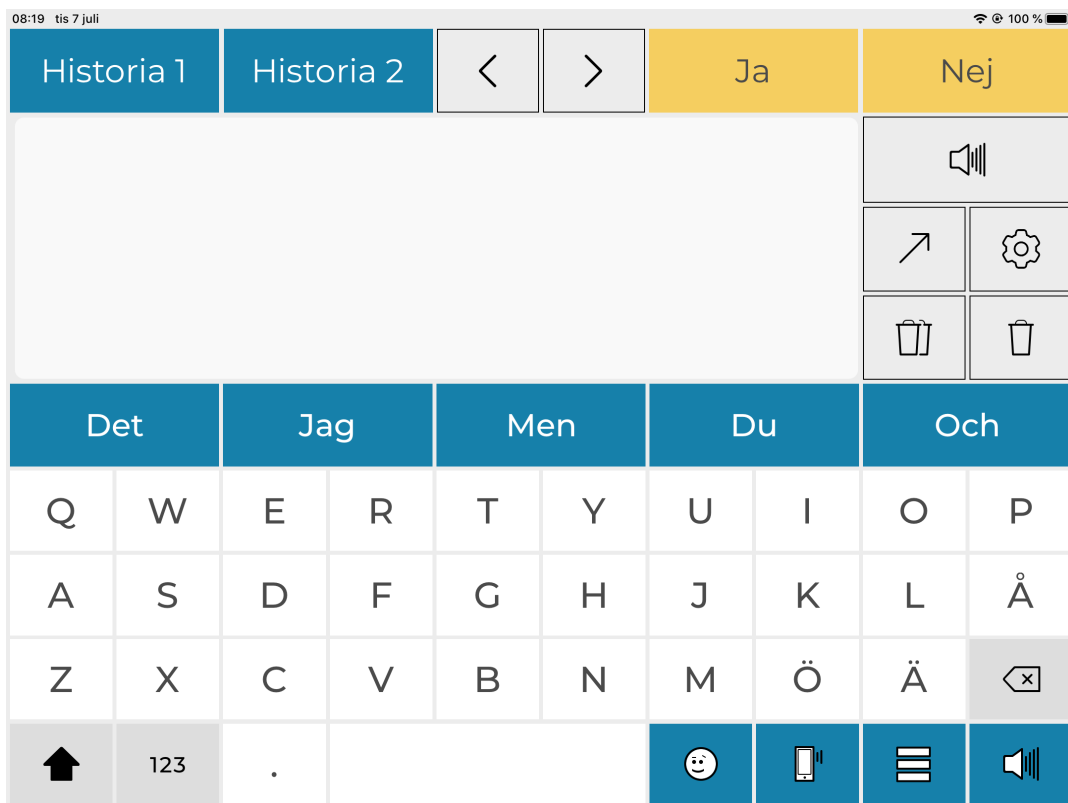 08:19 tis 7 juli 100 %
Historia 1 Historia 2 Ja Nej
Det Jag Men Du Och
Q W E R T Y U I O P
A S D F G H J K L Å
Z X C V B N M Ö Ä
123 .